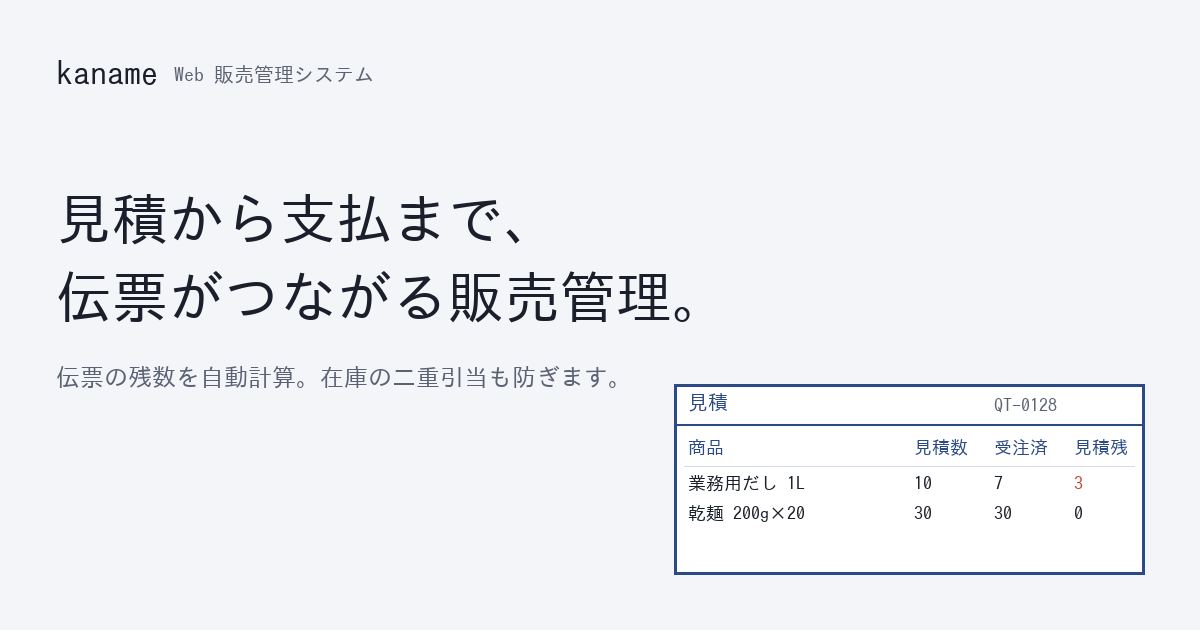 kaname Web 販売管理システム
見積から支払まで、
伝票がつながる販売管理。
伝票の残数を自動計算。在庫の二重引当も防ぎます。
見積 QT-0128
商品 見積数 受注済 見積残
業務用だし 1L 10 7 3
乾麺 200g×20 30 30 0